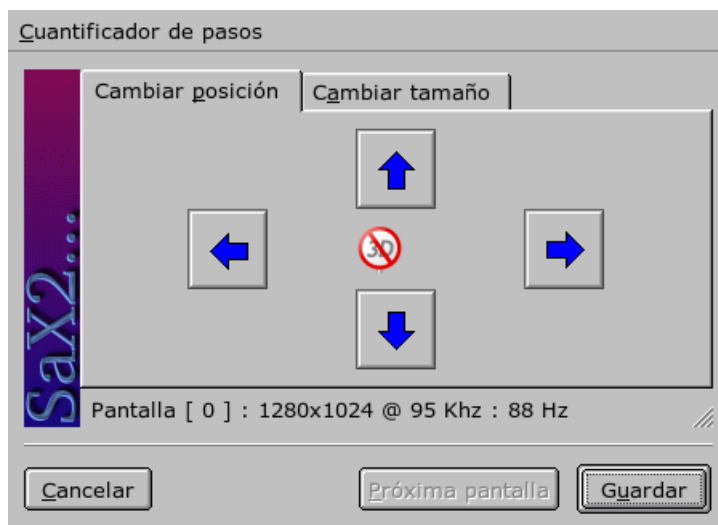 Cuantificador de pasos
Cambiar posición
Cambiar tamaño
3D
SaX2...
Pantalla [ 0 ] : 1280x1024 @ 95 Khz : 88 Hz
Cancelar
Próxima pantalla
Guardar